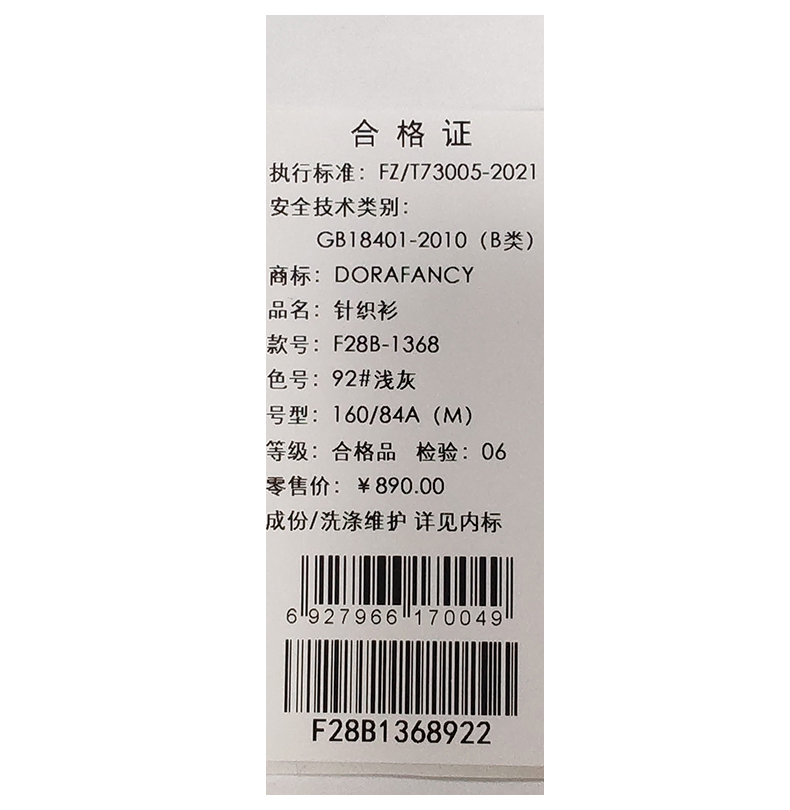 合格证
执行标准：FZ/T73005-2021
安全技术类别：
GB18401-2010（B类）
商标：DORAFANCY
品名：针织衫
款号：F28B-1368
色号：92#浅灰
号型：160/84A（M）
等级：合格品 检验：06
零售价：￥890.00
成份/洗涤维护 详见内标
6 927966 170049
F28B1368922